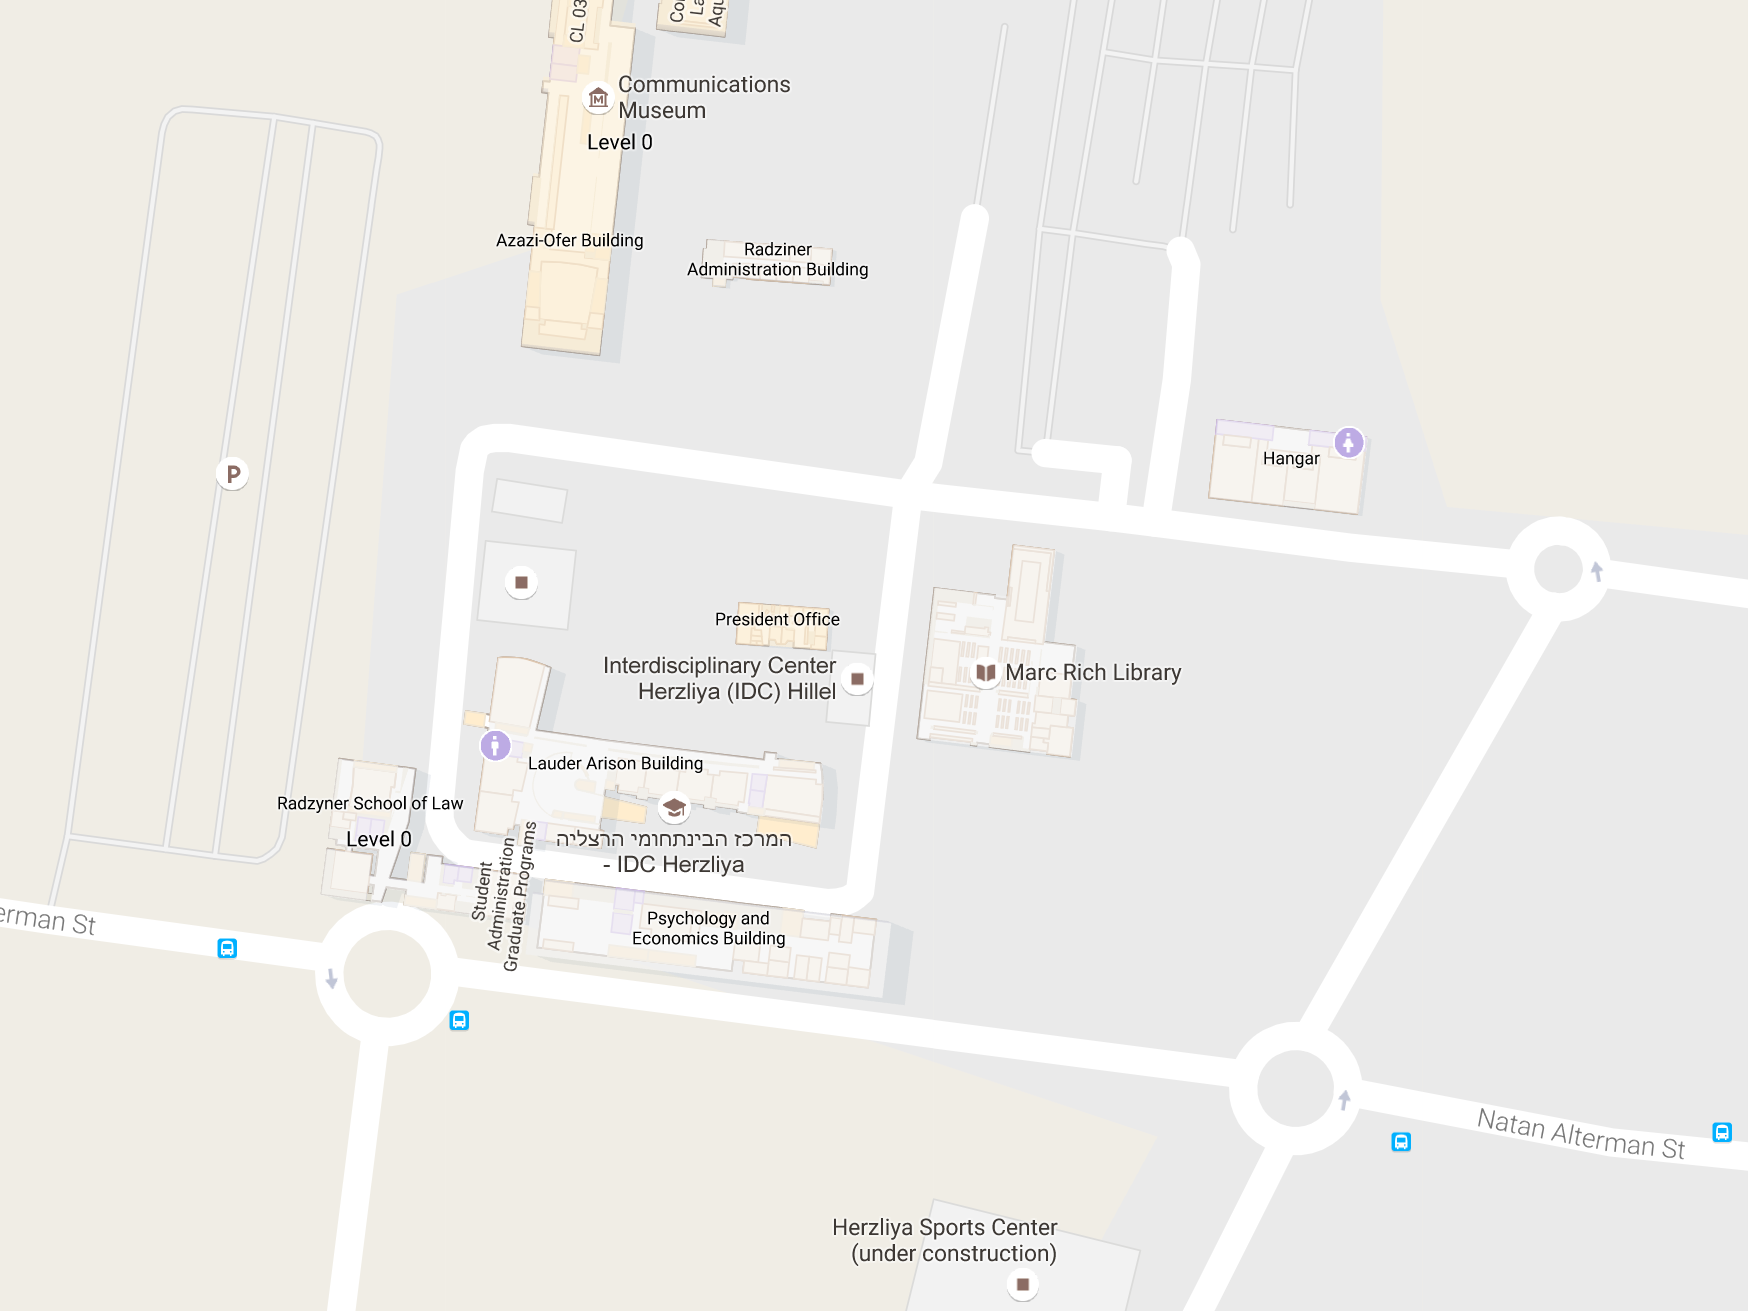 CL 03
Communications
Museum
Level 0
Azazi-Ofer Building
Radziner
Administration Building
P
Hangar
President Office
Interdisciplinary Center
Herzliya (IDC) Hillel
Marc Rich Library
Lauder Arison Building
Radzyner School of Law
Level 0
המרכז הבינתחומי הרצליה
- IDC Herzliya
Student
Administration
Graduate Programs
Psychology and
Economics Building
erman St
Natan Alterman St
Herzliya Sports Center
(under construction)